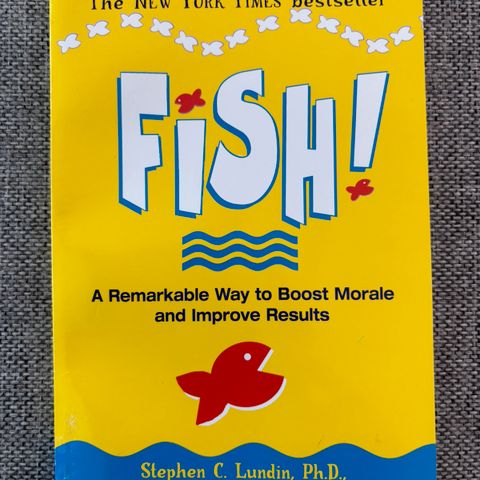 The NEW YORK TIMES bestseller
FiSH!
A Remarkable Way to Boost Morale
and Improve Results
Stephen C. Lundin, Ph.D.,